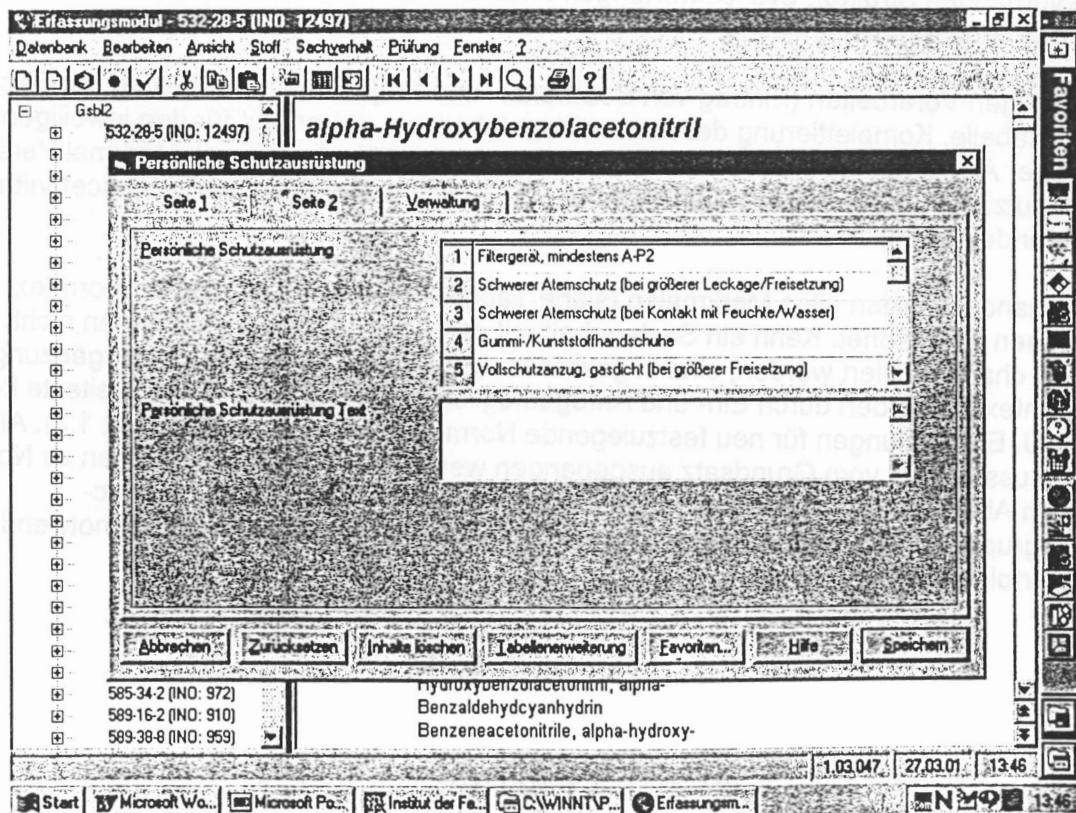 Erfassungsmodul - 532-28-5 (INO: 12497)
Datenbank Bearbeiten Ansicht Stoff Sachverhalt Prüfung Fenster ?
Favoriten
Gsbl2
532-28-5 (INO: 12497)
alpha-Hydroxybenzolacetonitril
Persönliche Schutzausrüstung
Seite 1 Seite 2 Verwaltung
Persönliche Schutzausrüstung
1 Filtergerät, mindestens A-P2
2 Schwerer Atemschutz (bei größerer Leckage/Freisetzung)
3 Schwerer Atemschutz (bei Kontakt mit Feuchte/Wasser)
4 Gummi-/Kunststoffhandschuhe
5 Vollschutzanzug, gasdicht (bei größerer Freisetzung)
Persönliche Schutzausrüstung Text
Abbrechen Zurücksetzen Inhalte löschen Tabellenerweiterung Favoriten... Hilfe Speichern
585-34-2 (INO: 972)
589-16-2 (INO: 910)
589-38-8 (INO: 959)
Hydroxybenzolacetonitril, alpha-
Benzaldehydcyanhydrin
Benzeneacetonitrile, alpha-hydroxy-
1.03.047 27.03.01 13:46
Start Microsoft Wo... Microsoft Po... Institut der Fe... C:\WINNT\P... Erfassungsm... 13:46